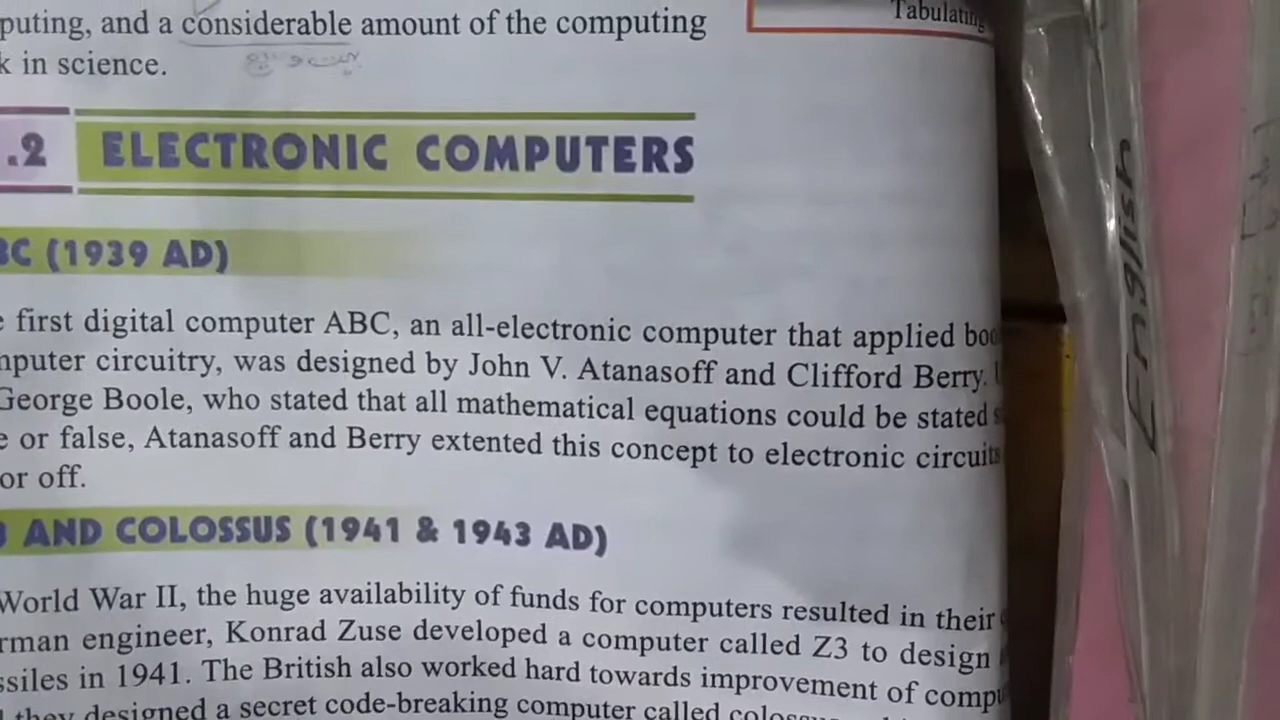 puting, and a considerable amount of the computing
k in science.
Tabulating
.2 ELECTRONIC COMPUTERS
BC (1939 AD)
e first digital computer ABC, an all-electronic computer that applied boo
mputer circuitry, was designed by John V. Atanasoff and Clifford Berry.
George Boole, who stated that all mathematical equations could be stated s
e or false, Atanasoff and Berry extented this concept to electronic circuits
or off.
3 AND COLOSSUS (1941 & 1943 AD)
World War II, the huge availability of funds for computers resulted in their
rman engineer, Konrad Zuse developed a computer called Z3 to design
ssiles in 1941. The British also worked hard towards improvement of compu
they designed a secret code-breaking computer called colossus
English